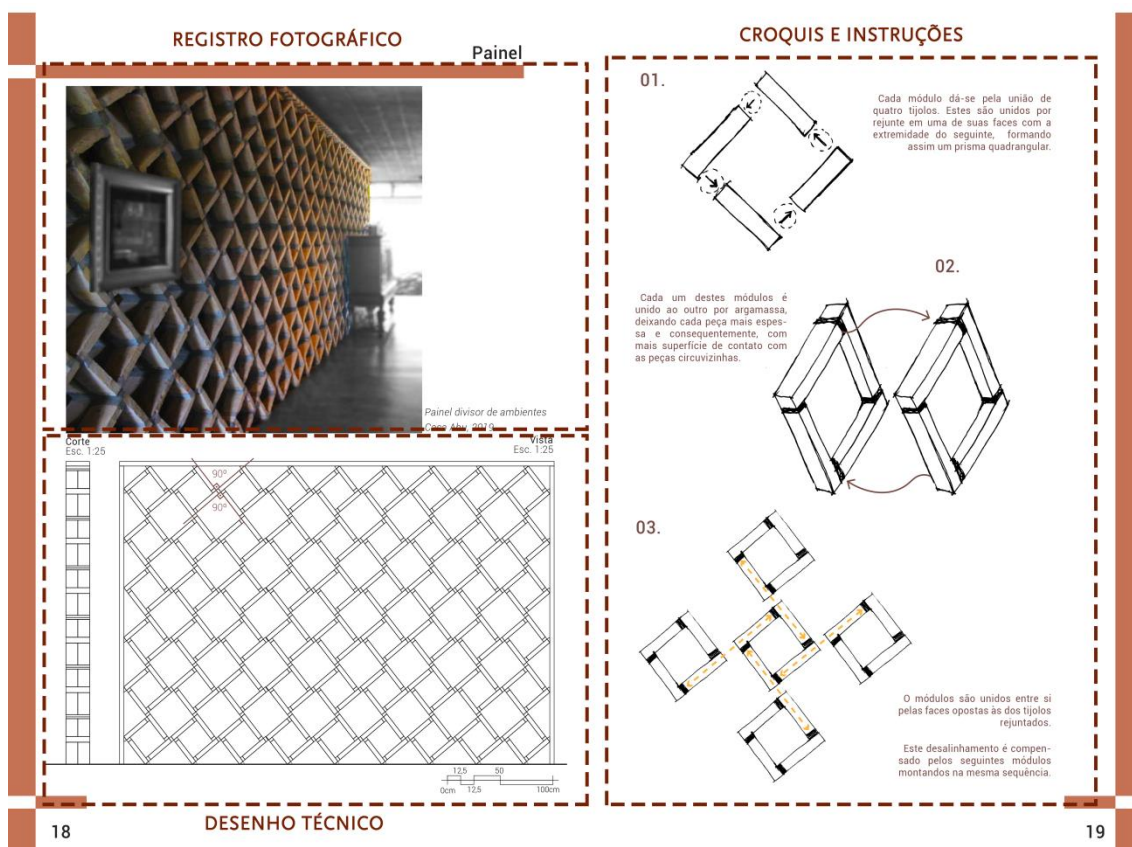 REGISTRO FOTOGRÁFICO
Painel
Painel divisor de ambientes
Casa Abu, 2019
Corte
Esc. 1:25
Vista
Esc. 1:25
90º
90º
12,5 50
0cm 12,5 100cm
DESENHO TÉCNICO
18
CROQUIS E INSTRUÇÕES
01.
Cada módulo dá-se pela união de
quatro tijolos. Estes são unidos por
rejunte em uma de suas faces com a
extremidade do seguinte, formando
assim um prisma quadrangular.
02.
Cada um destes módulos é
unido ao outro por argamassa,
deixando cada peça mais espes-
sa e consequentemente, com
mais superfície de contato com
as peças circuvizinhas.
03.
O módulos são unidos entre si
pelas faces opostas às dos tijolos
rejuntados.
Este desalinhamento é compen-
sado pelos seguintes módulos
montandos na mesma sequência.
19